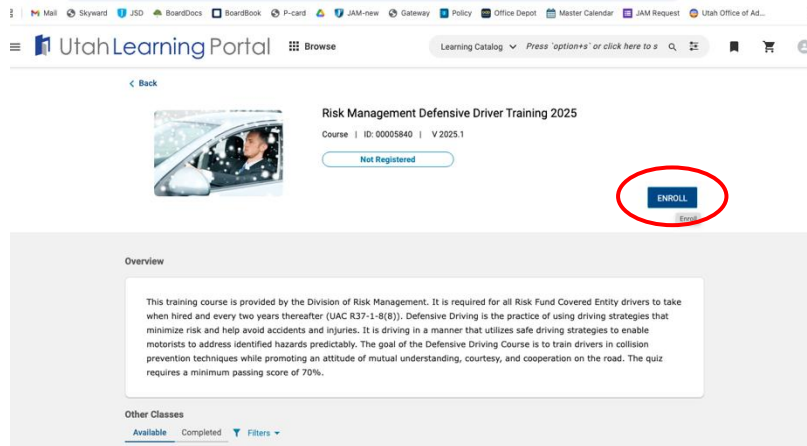 Mail Skyward JSD BoardDocs BoardBook P-card JAM-new Gateway Policy Office Depot Master Calendar JAM Request Utah Office of Ad...
Utah Learning Portal Browse Learning Catalog Press `option+s` or click here to s
Back
Risk Management Defensive Driver Training 2025
Course | ID: 00005840 | V 2025.1
Not Registered
ENROLL
Enroll
Overview
This training course is provided by the Division of Risk Management. It is required for all Risk Fund Covered Entity drivers to take
when hired and every two years thereafter (UAC R37-1-8(8)). Defensive Driving is the practice of using driving strategies that
minimize risk and help avoid accidents and injuries. It is driving in a manner that utilizes safe driving strategies to enable
motorists to address identified hazards predictably. The goal of the Defensive Driving Course is to train drivers in collision
prevention techniques while promoting an attitude of mutual understanding, courtesy, and cooperation on the road. The quiz
requires a minimum passing score of 70%.
Other Classes
Available Completed Filters